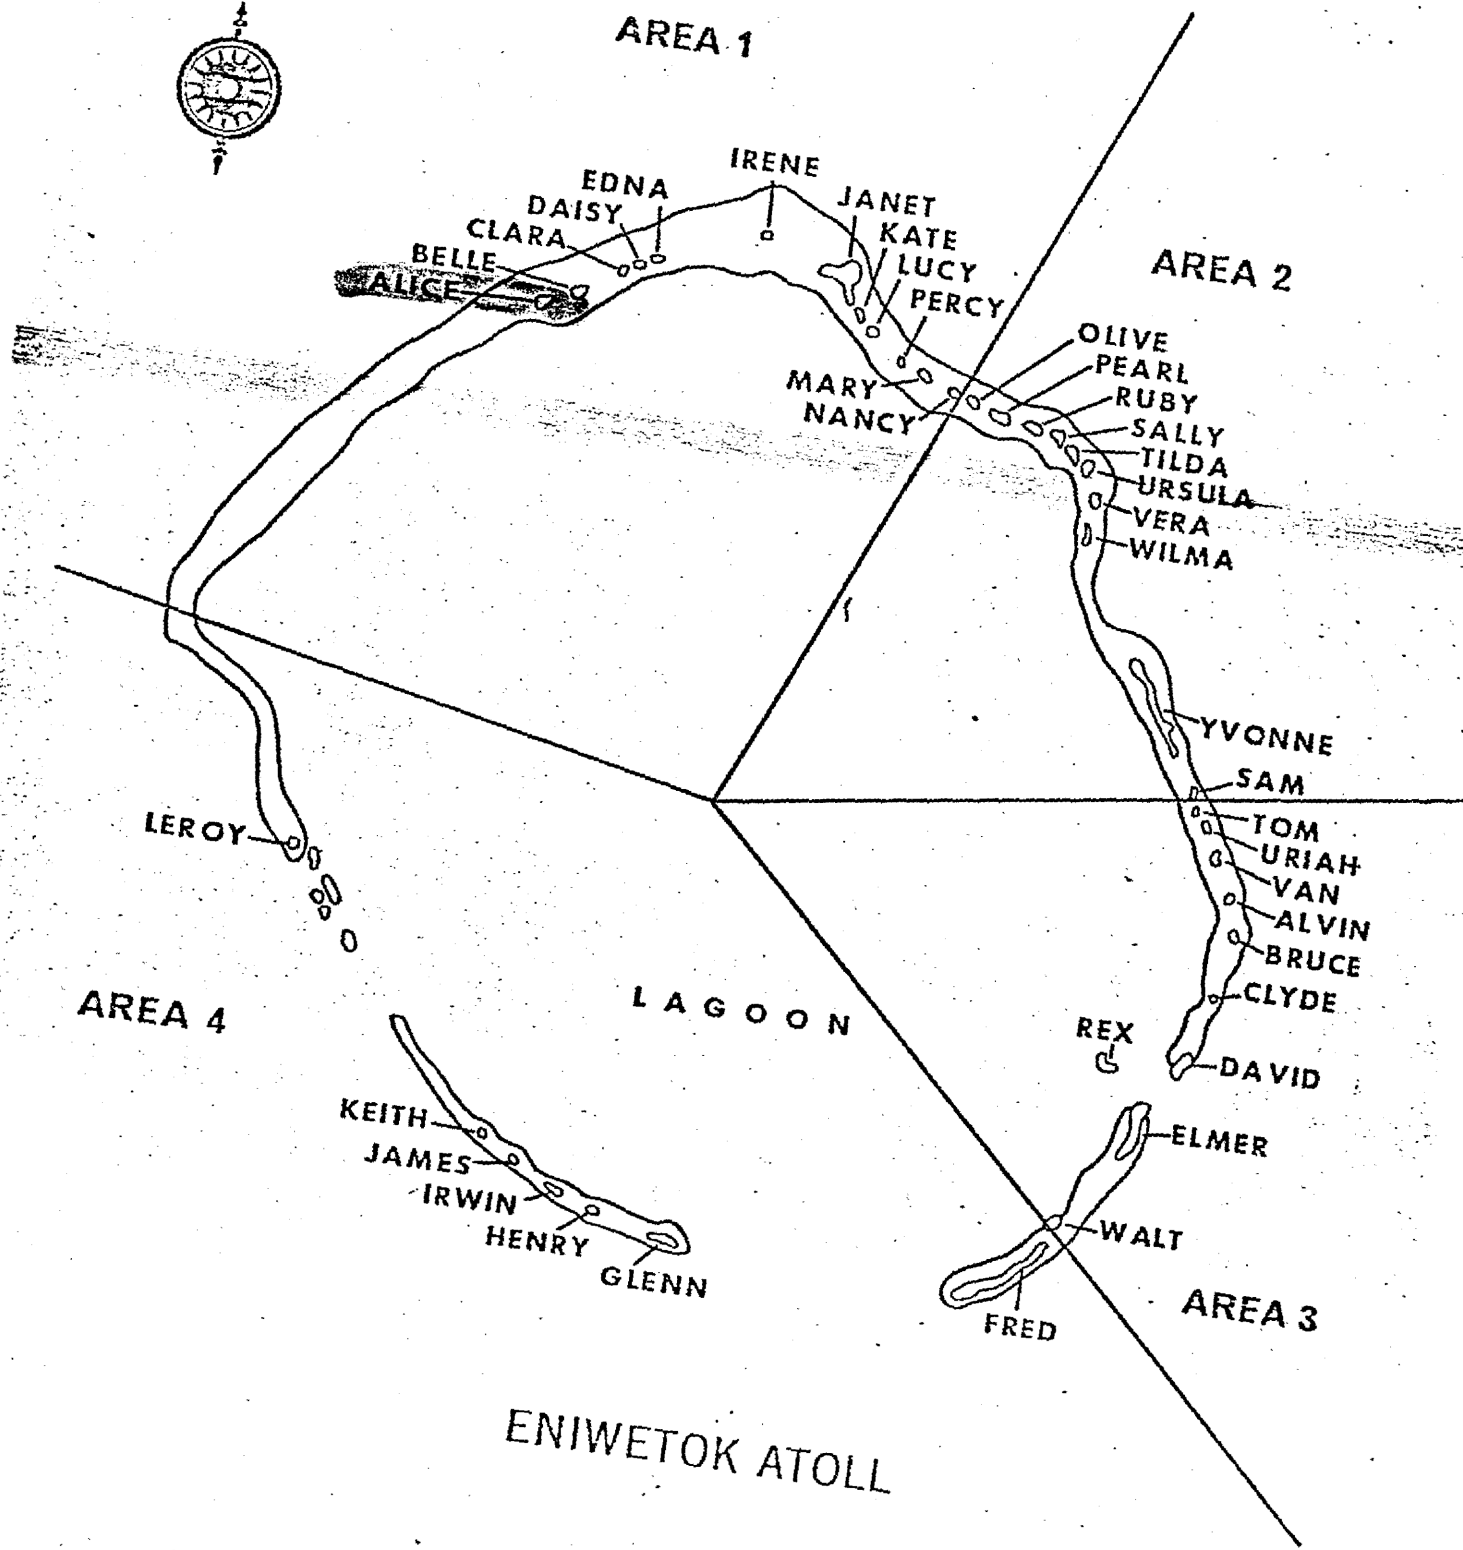 AREA 1
IRENE
EDNA
DAISY
CLARA
BELLE
ALICE
JANET
KATE
LUCY
PERCY
AREA 2
MARY
NANCY
OLIVE
PEARL
RUBY
SALLY
TILDA
URSULA
VERA
WILMA
YVONNE
SAM
TOM
URIAH
VAN
ALVIN
BRUCE
CLYDE
REX
DAVID
LEROY
AREA 4
LAGOON
KEITH
JAMES
IRWIN
HENRY
GLENN
ELMER
WALT
FRED
AREA 3
ENIWETOK ATOLL